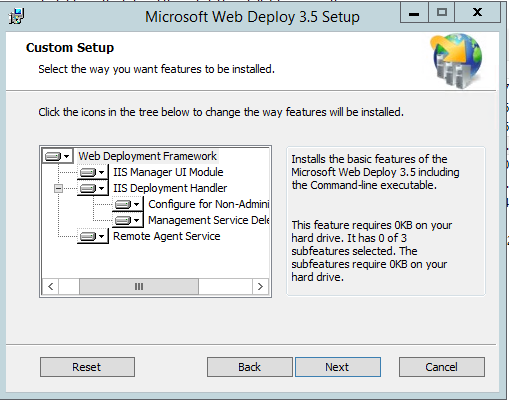 Microsoft Web Deploy 3.5 Setup
Custom Setup
Select the way you want features to be installed.
Click the icons in the tree below to change the way features will be installed.
Web Deployment Framework
IIS Manager UI Module
IIS Deployment Handler
Configure for Non-Admini
Management Service Dele
Remote Agent Service
Installs the basic features of the
Microsoft Web Deploy 3.5 including
the Command-line executable.
This feature requires 0KB on your
hard drive. It has 0 of 3
subfeatures selected. The
subfeatures require 0KB on your
hard drive.
Reset
Back
Next
Cancel